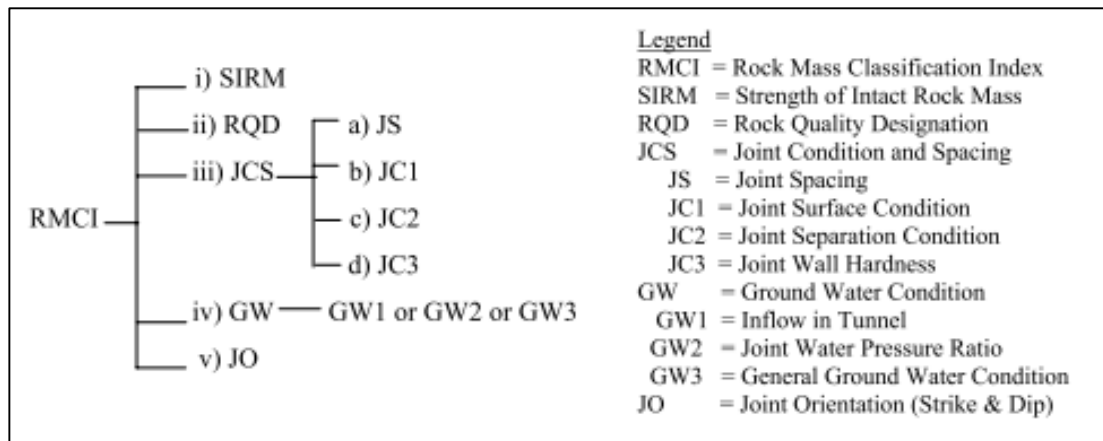 i) SIRM
ii) RQD
iii) JCS
a) JS
b) JC1
c) JC2
d) JC3
RMCI
iv) GW GW1 or GW2 or GW3
v) JO
Legend
RMCI = Rock Mass Classification Index
SIRM = Strength of Intact Rock Mass
RQD = Rock Quality Designation
JCS = Joint Condition and Spacing
JS = Joint Spacing
JC1 = Joint Surface Condition
JC2 = Joint Separation Condition
JC3 = Joint Wall Hardness
GW = Ground Water Condition
GW1 = Inflow in Tunnel
GW2 = Joint Water Pressure Ratio
GW3 = General Ground Water Condition
JO = Joint Orientation (Strike & Dip)